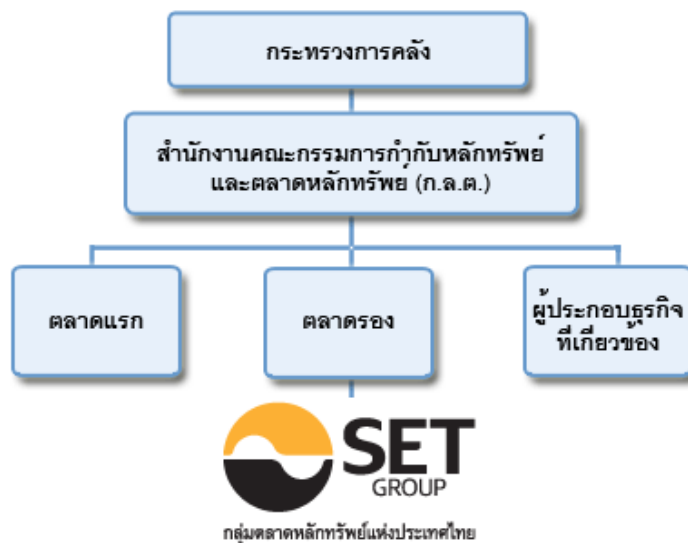 กระทรวงการคลัง
สำนักงานคณะกรรมการกำกับหลักทรัพย์
และตลาดหลักทรัพย์ (ก.ล.ต.)
ตลาดแรก
ตลาดรอง
ผู้ประกอบธุรกิจ
ที่เกี่ยวข้อง
SET
GROUP
กลุ่มตลาดหลักทรัพย์แห่งประเทศไทย